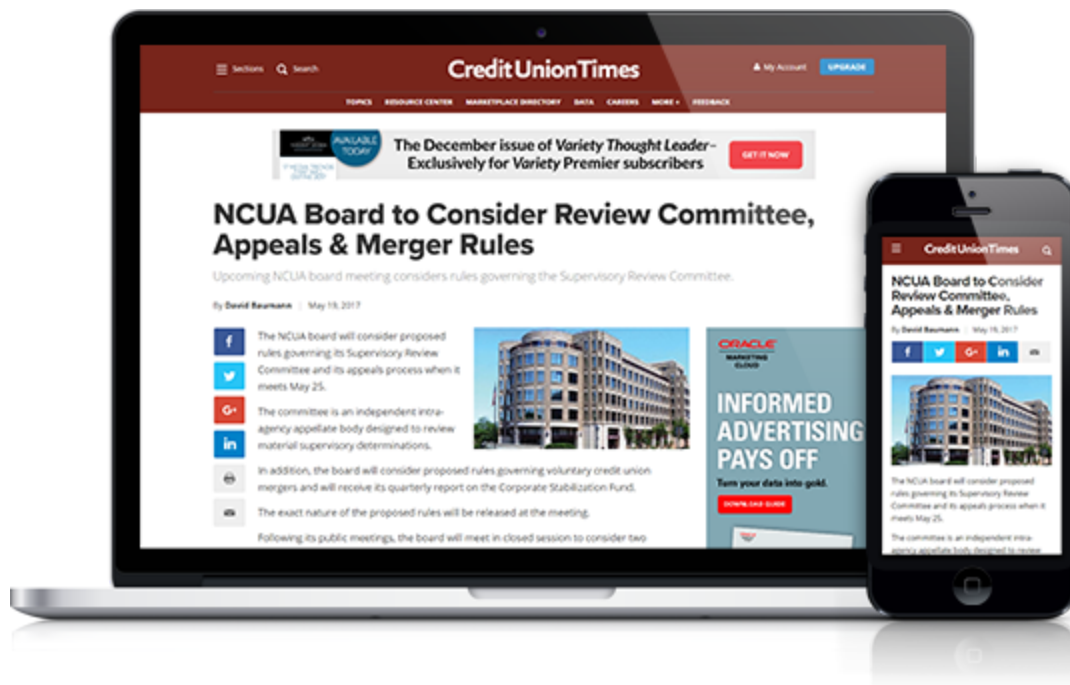 Sections Search
CreditUnionTimes
My Account UPGRADE
TOPICS RESOURCE CENTER MARKETPLACE DIRECTORY DATA CAREERS MORE + FEEDBACK
AVAILABLE
TODAY
The December issue of Variety Thought Leader–
Exclusively for Variety Premier subscribers
GET IT NOW
NCUA Board to Consider Review Committee,
Appeals & Merger Rules
Upcoming NCUA board meeting considers rules governing the Supervisory Review Committee.
By David Baumann | May 19, 2017
f
G+
in
The NCUA board will consider proposed
rules governing its Supervisory Review
Committee and its appeals process when it
meets May 25.
The committee is an independent intra-
agency appellate body designed to review
material supervisory determinations.
In addition, the board will consider proposed rules governing voluntary credit union
mergers and will receive its quarterly report on the Corporate Stabilization Fund.
The exact nature of the proposed rules will be released at the meeting.
Following its public meetings, the board will meet in closed session to consider two
ORACLE
MARKETING
CLOUD
INFORMED
ADVERTISING
PAYS OFF
Turn your data into gold.
DOWNLOAD GUIDE
CreditUnionTimes
NCUA Board to Consider
Review Committee,
Appeals & Merger Rules
By David Baumann | May 19, 2017
f G+ in
The NCUA board will consider proposed
rules governing its Supervisory Review
Committee and its appeals process when it
meets May 25.
The committee is an independent intra-
agency appellate body designed to review